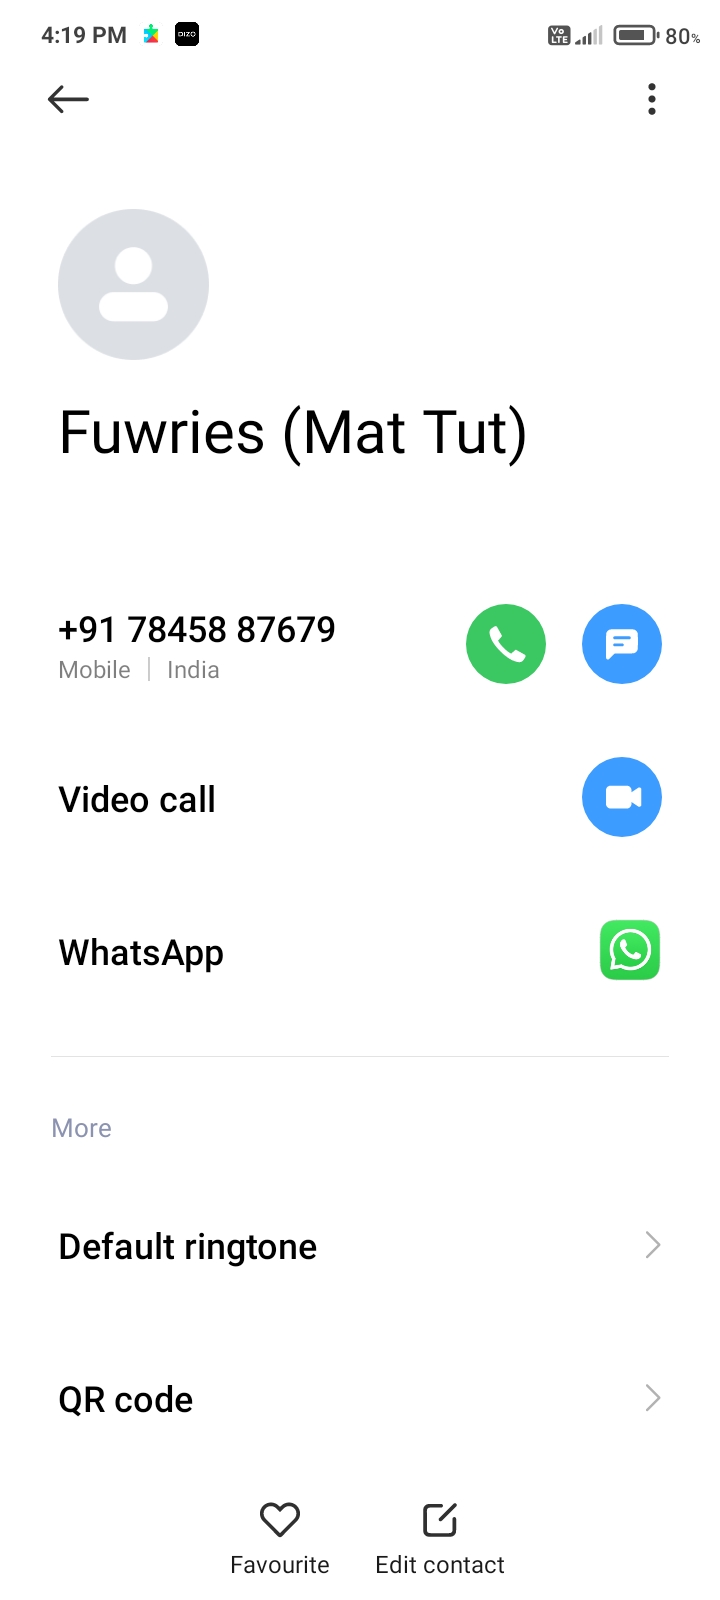 4:19 PM DIZO Vo LTE 80%
Fuwries (Mat Tut)
+91 78458 87679
Mobile | India
Video call
WhatsApp
More
Default ringtone
QR code
Favourite Edit contact